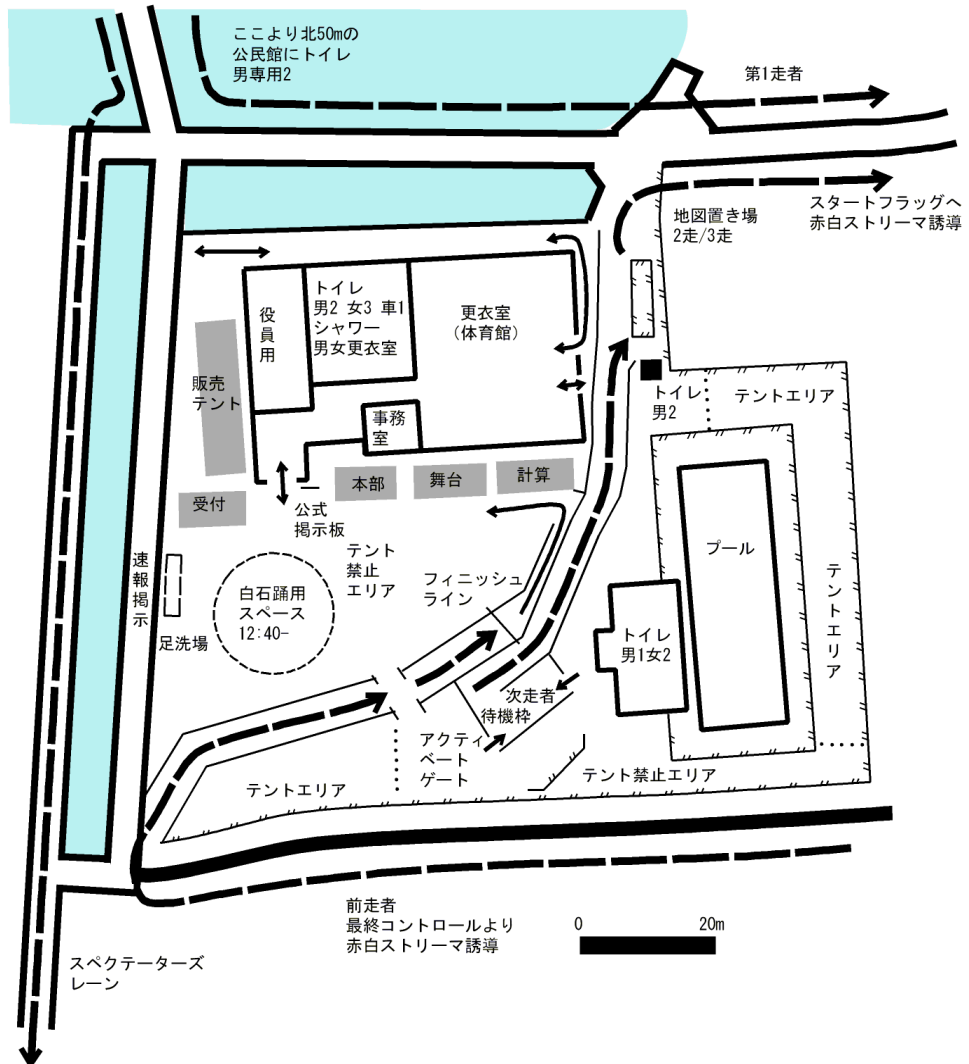 ここより北50mの
公民館にトイレ
男専用2
第1走者
スタートフラッグへ
赤白ストリーマ誘導
地図置き場
2走/3走
役員用
トイレ
男2 女3 車1
シャワー
男女更衣室
更衣室
(体育館)
販売
テント
事務
室
トイレ
男2
テントエリア
本部
舞台
計算
受付
公式
掲示板
テント
禁止
エリア
フィニッシュ
ライン
プール
テントエリア
速報掲示
足洗場
白石踊用
スペース
12:40-
トイレ
男1女2
次走者
待機枠
アクティ
ベート
ゲート
テントエリア
テント禁止エリア
前走者
最終コントロールより
赤白ストリーマ誘導
0 20m
スペクテーターズ
レーン